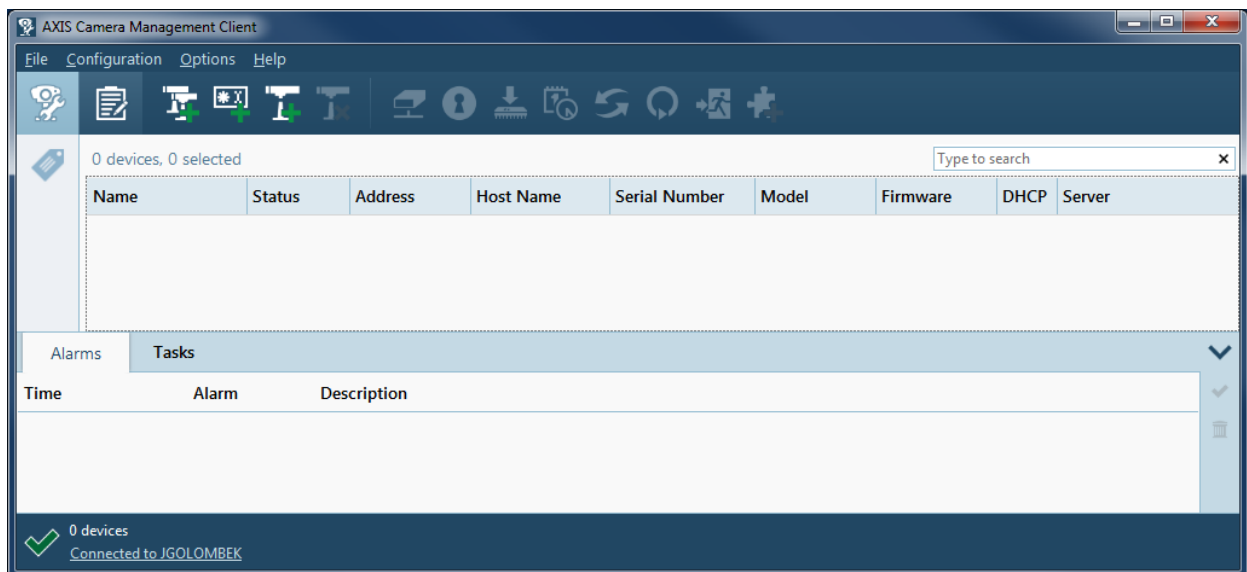 AXIS Camera Management Client
File Configuration Options Help
0 devices, 0 selected
Type to search
Name Status Address Host Name Serial Number Model Firmware DHCP Server
Alarms Tasks
Time Alarm Description
0 devices
Connected to JGOLOMBEK